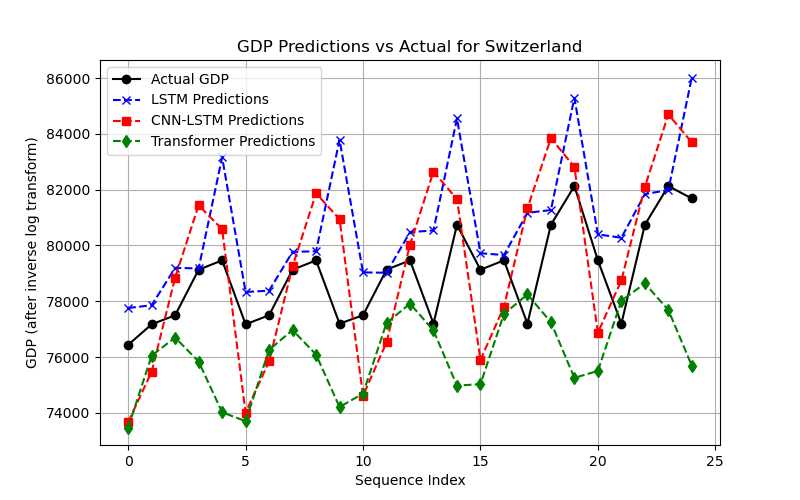 GDP Predictions vs Actual for Switzerland
GDP (after inverse log transform)
86000
84000
82000
80000
78000
76000
74000
Actual GDP
LSTM Predictions
CNN-LSTM Predictions
Transformer Predictions
0 5 10 15 20 25
Sequence Index